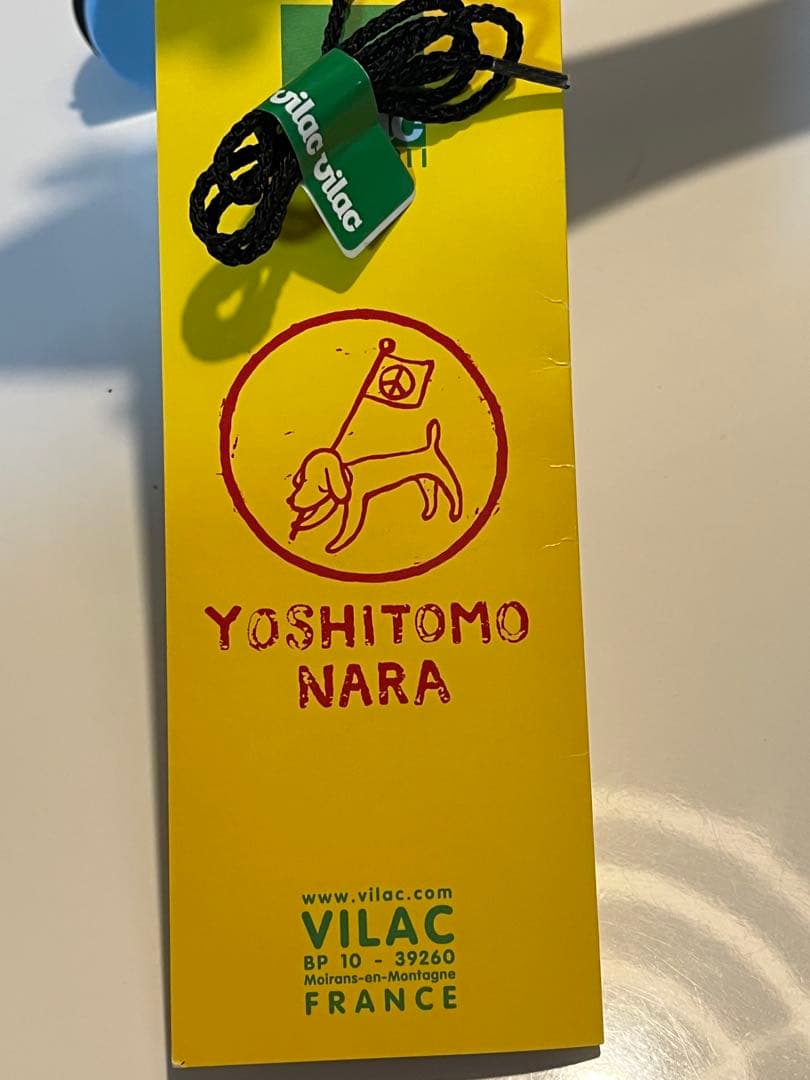 vilac vilac
YOSHITOMO
NARA
www.vilac.com
VILAC
BP 10 - 39260
Moirans-en-Montagne
FRANCE